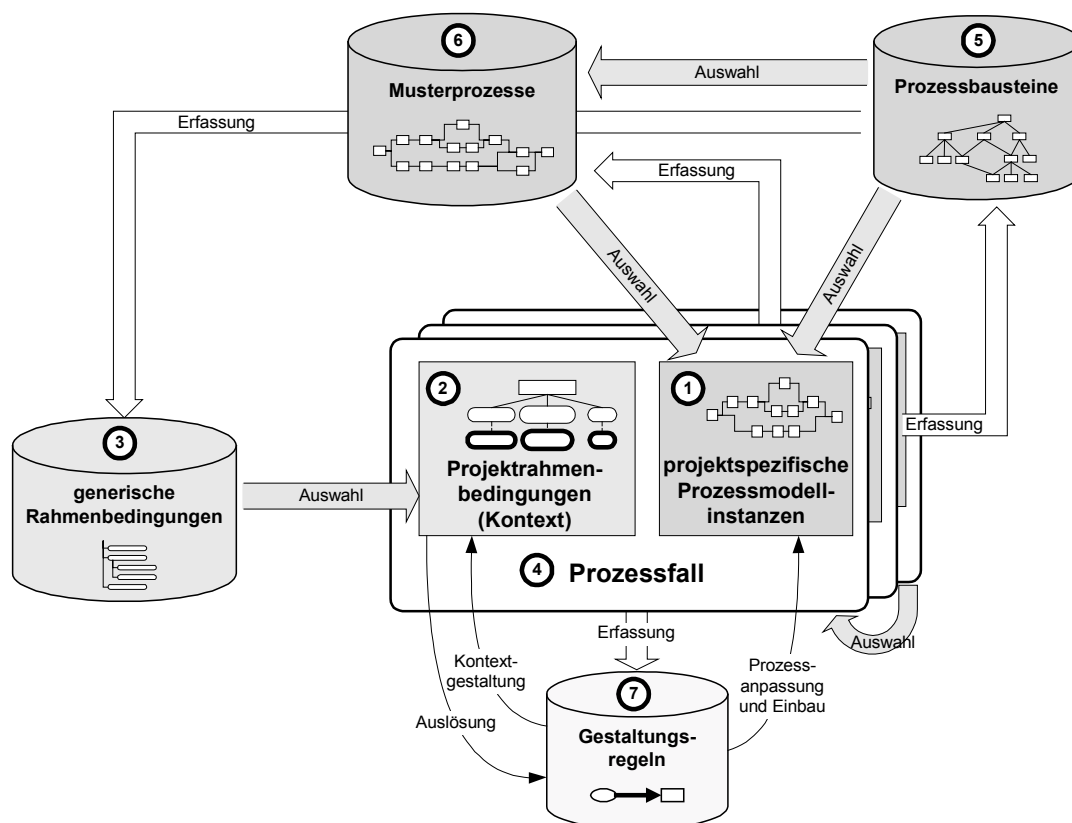 6
Musterprozesse
5
Prozessbausteine
Auswahl
Erfassung
Erfassung
Auswahl
Auswahl
3
generische
Rahmenbedingungen
Auswahl
2
Projektrahmen-
bedingungen
(Kontext)
1
projektspezifische
Prozessmodell-
instanzen
Erfassung
4
Prozessfall
Auswahl
Erfassung
Kontext-
gestaltung
Auslösung
Prozess-
anpassung
und Einbau
7
Gestaltungs-
regeln